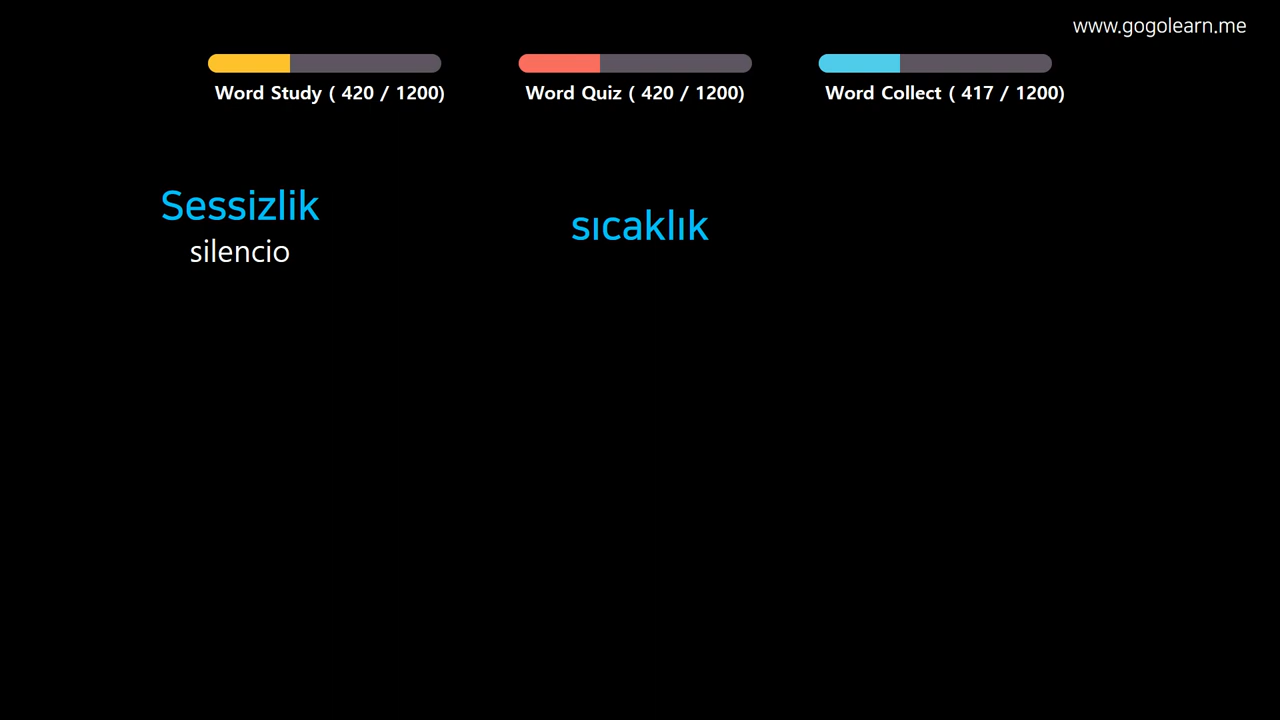 www.gogolearn.me
Word Study ( 420 / 1200)
Word Quiz ( 420 / 1200)
Word Collect ( 417 / 1200)
Sessizlik
silencio
sıcaklık